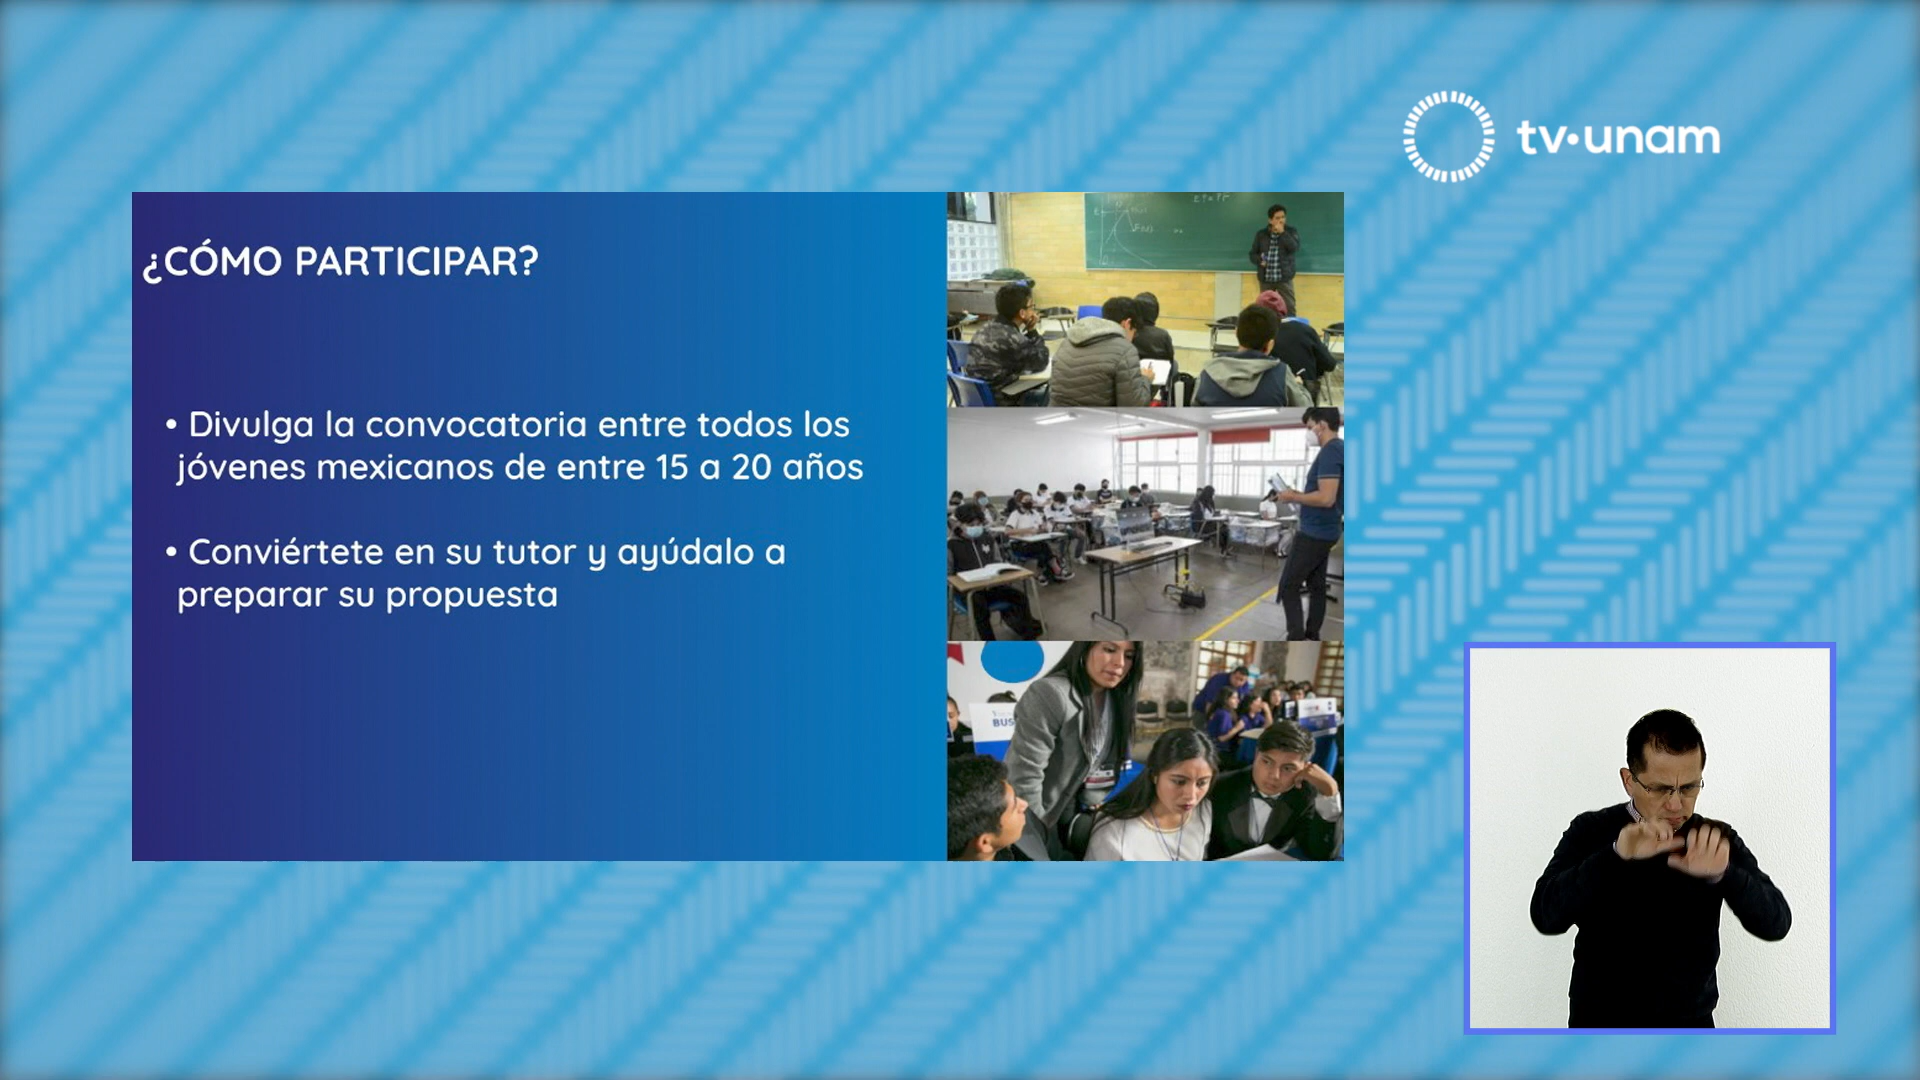 tv·unam
¿CÓMO PARTICIPAR?
• Divulga la convocatoria entre todos los
jóvenes mexicanos de entre 15 a 20 años
• Conviértete en su tutor y ayúdalo a
preparar su propuesta
BUS